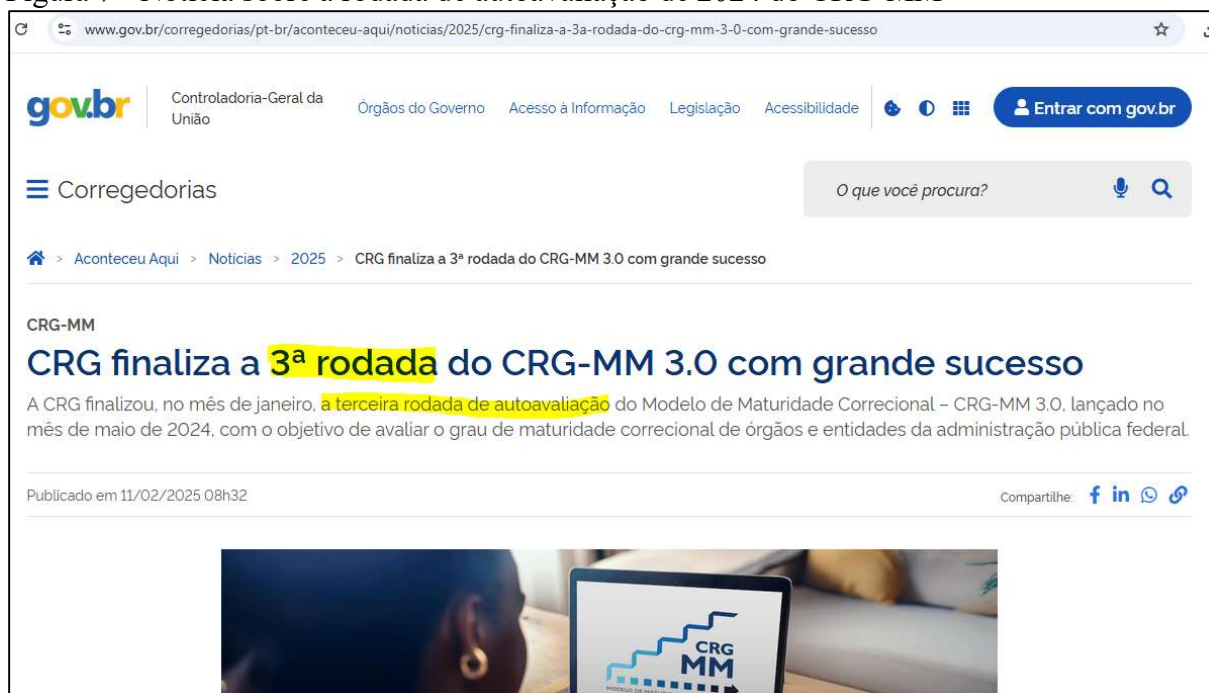 www.gov.br/corregedorias/pt-br/aconteceu-aqui/noticias/2025/crg-finaliza-a-3a-rodada-do-crg-mm-3-0-com-grande-sucesso
gov.br
Controladoria-Geral da
União
Órgãos do Governo Acesso à Informação Legislação Acessibilidade
Entrar com gov.br
Corregedorias
O que você procura?
> Aconteceu Aqui > Notícias > 2025 > CRG finaliza a 3ª rodada do CRG-MM 3.0 com grande sucesso
CRG-MM
CRG finaliza a 3ª rodada do CRG-MM 3.0 com grande sucesso
A CRG finalizou, no mês de janeiro, a terceira rodada de autoavaliação do Modelo de Maturidade Correcional – CRG-MM 3.0, lançado no
mês de maio de 2024, com o objetivo de avaliar o grau de maturidade correcional de órgãos e entidades da administração pública federal.
Publicado em 11/02/2025 08h32
Compartilhe:
CRG
MM